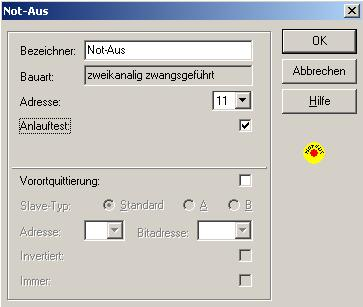 Not-Aus
Bezeichner: Not-Aus
OK
Bauart: zweikanalig zwangsgeführt
Abbrechen
Adresse: 11
Hilfe
Anlauftest:
Vorortquittierung:
Slave-Typ: Standard A B
Adresse: Bitadresse:
Invertiert:
Immer: